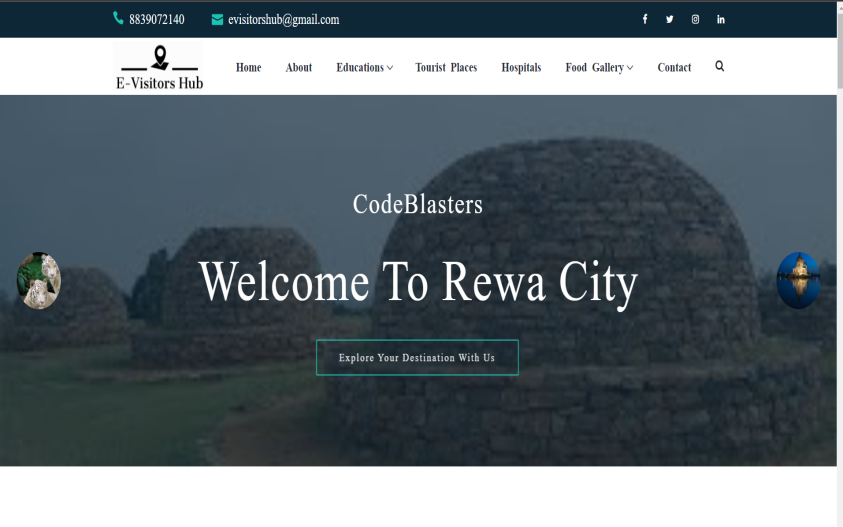 8839072140 evisitorshub@gmail.com
E-Visitors Hub
Home About Educations Tourist Places Hospitals Food Gallery Contact
CodeBlasters
Welcome To Rewa City
Explore Your Destination With Us